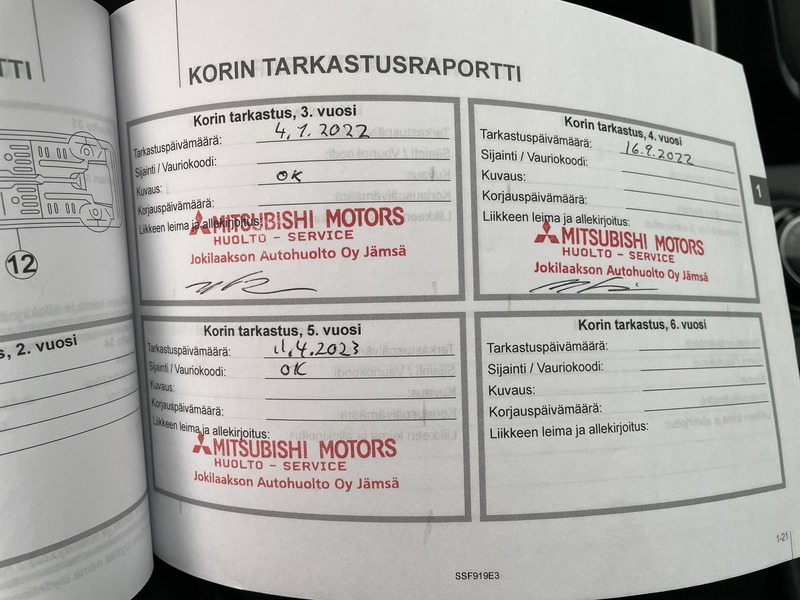 TTI
KORIN TARKASTUSRAPORTTI
12
s, 2. vuosi
Korin tarkastus, 3. vuosi
Tarkastuspäivämäärä: 4.1.2022
Sijainti / Vauriokoodi:
Kuvaus: OK
Korjauspäivämäärä:
Liikkeen leima ja allekirjoitus:
MITSUBISHI MOTORS
HUOLTO - SERVICE
Jokilaakson Autohuolto Oy Jämsä
Korin tarkastus, 4. vuosi
Tarkastuspäivämäärä: 16.9.2022
Sijainti / Vauriokoodi:
Kuvaus:
Korjauspäivämäärä:
Liikkeen leima ja allekirjoitus:
MITSUBISHI MOTORS
HUOLTO - SERVICE
Jokilaakson Autohuolto Oy Jämsä
1
Korin tarkastus, 5. vuosi
Tarkastuspäivämäärä: 11.4.2023
Sijainti / Vauriokoodi: OK
Kuvaus:
Korjauspäivämäärä:
Liikkeen leima ja allekirjoitus:
MITSUBISHI MOTORS
HUOLTO - SERVICE
Jokilaakson Autohuolto Oy Jämsä
Korin tarkastus, 6. vuosi
Tarkastuspäivämäärä:
Sijainti / Vauriokoodi:
Kuvaus:
Korjauspäivämäärä:
Liikkeen leima ja allekirjoitus:
1-21
SSF919E3